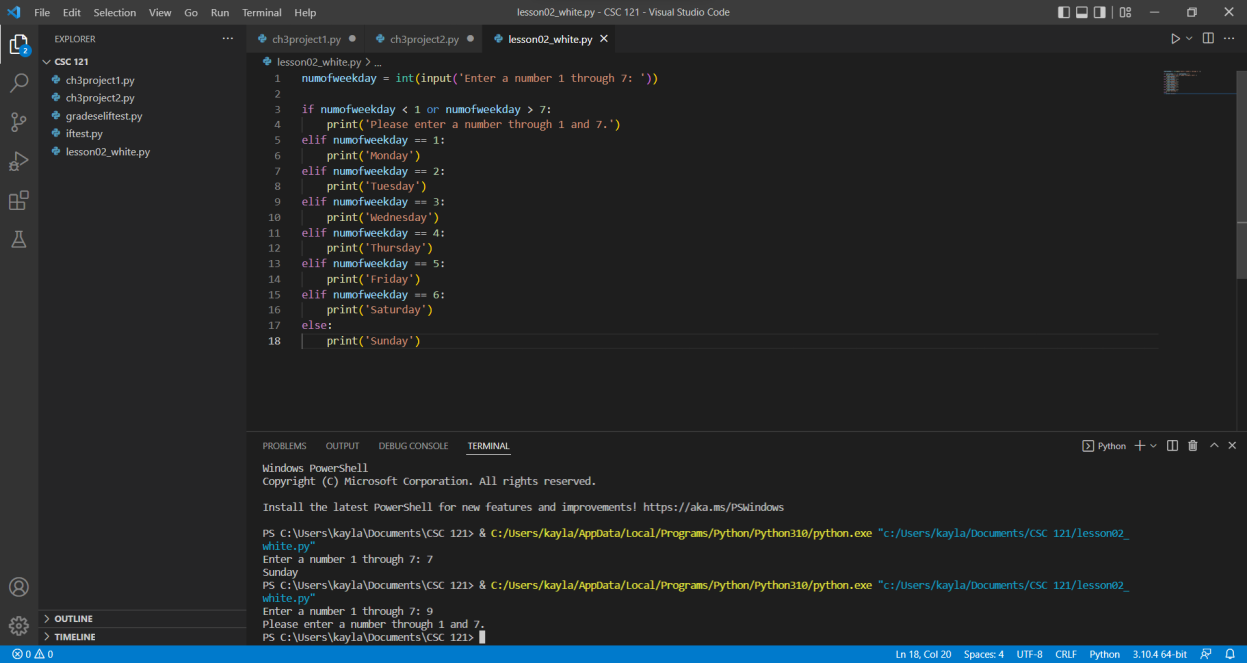 File Edit Selection View Go Run Terminal Help lesson02_white.py - CSC 121 - Visual Studio Code
EXPLORER
2
CSC 121
ch3project1.py
ch3project2.py
gradeseliftest.py
iftest.py
lesson02_white.py
OUTLINE
TIMELINE
ch3project1.py ch3project2.py lesson02_white.py
lesson02_white.py > ...
1 numofweekday = int(input('Enter a number 1 through 7: '))
2
3 if numofweekday < 1 or numofweekday > 7:
4     print('Please enter a number through 1 and 7.')
5 elif numofweekday == 1:
6     print('Monday')
7 elif numofweekday == 2:
8     print('Tuesday')
9 elif numofweekday == 3:
10     print('Wednesday')
11 elif numofweekday == 4:
12     print('Thursday')
13 elif numofweekday == 5:
14     print('Friday')
15 elif numofweekday == 6:
16     print('Saturday')
17 else:
18     print('Sunday')
PROBLEMS OUTPUT DEBUG CONSOLE TERMINAL Python
Windows PowerShell
Copyright (C) Microsoft Corporation. All rights reserved.
Install the latest PowerShell for new features and improvements! https://aka.ms/PSWindows
PS C:\Users\kayla\Documents\CSC 121> & C:/Users/kayla/AppData/Local/Programs/Python/Python310/python.exe "c:/Users/kayla/Documents/CSC 121/lesson02_
white.py"
Enter a number 1 through 7: 7
Sunday
PS C:\Users\kayla\Documents\CSC 121> & C:/Users/kayla/AppData/Local/Programs/Python/Python310/python.exe "c:/Users/kayla/Documents/CSC 121/lesson02_
white.py"
Enter a number 1 through 7: 9
Please enter a number through 1 and 7.
PS C:\Users\kayla\Documents\CSC 121>
0 0 Ln 18, Col 20 Spaces: 4 UTF-8 CRLF Python 3.10.4 64-bit